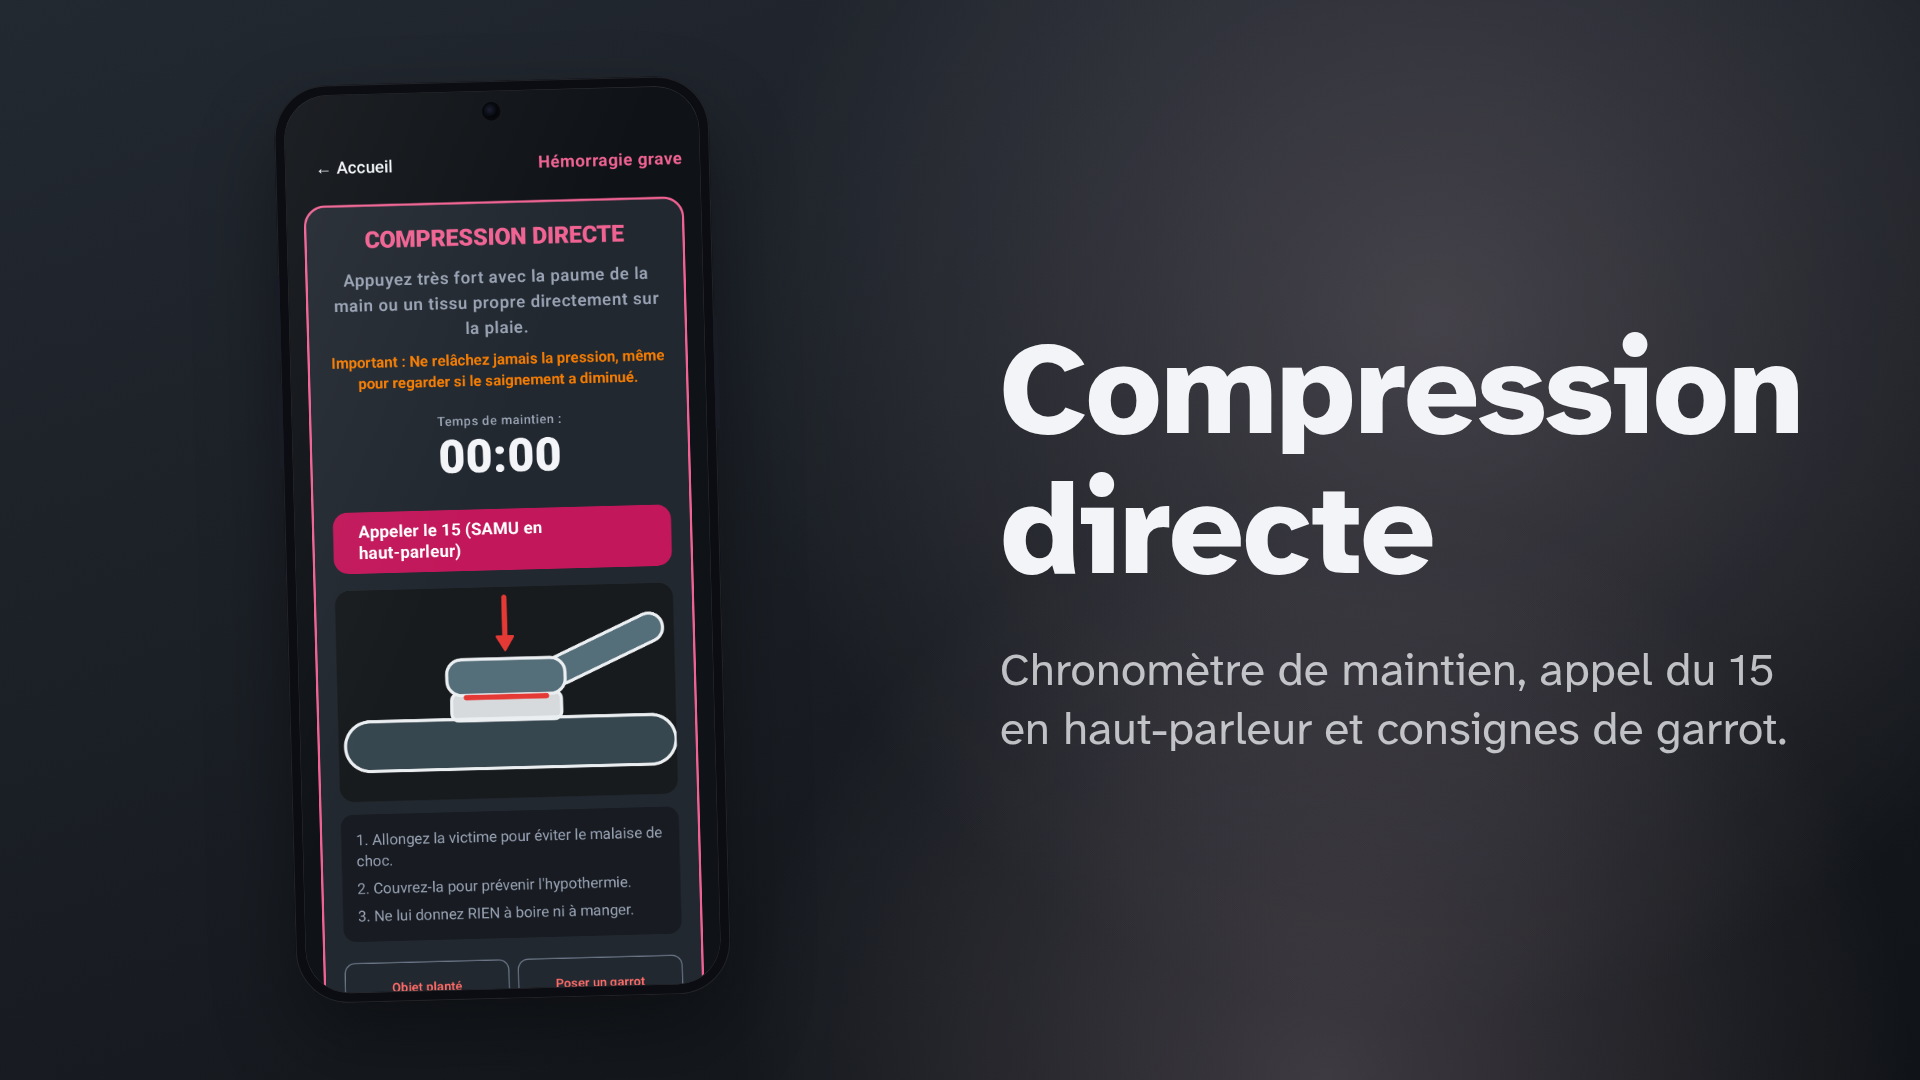 ← Accueil
Hémorragie grave
COMPRESSION DIRECTE
Appuyez très fort avec la paume de la
main ou un tissu propre directement sur
la plaie.
Important : Ne relâchez jamais la pression, même
pour regarder si le saignement a diminué.
Temps de maintien :
00:00
Appeler le 15 (SAMU en
haut-parleur)
1. Allongez la victime pour éviter le malaise de
choc.
2. Couvrez-la pour prévenir l'hypothermie.
3. Ne lui donnez RIEN à boire ni à manger.
Objet planté
Poser un garrot
Compression
directe
Chronomètre de maintien, appel du 15
en haut-parleur et consignes de garrot.